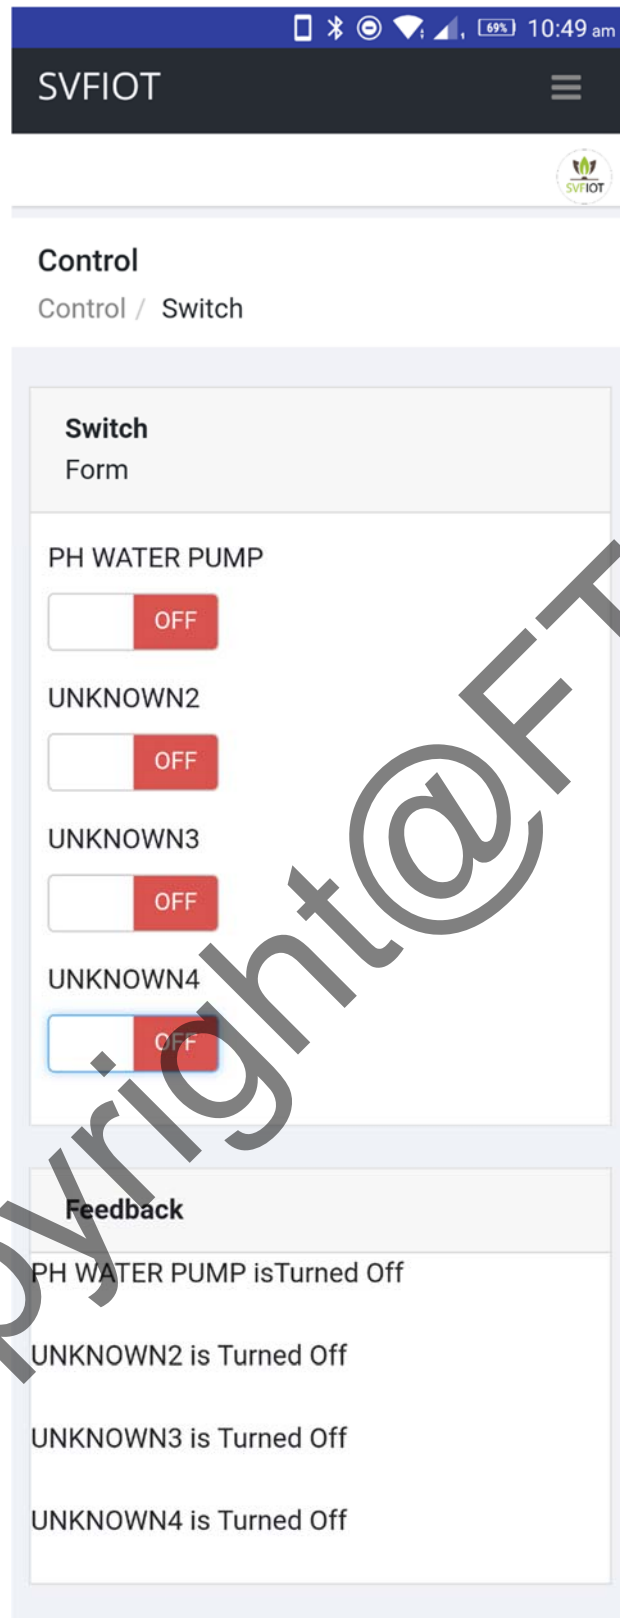 69% 10:49 am
SVFIOT
SVFIOT
Control
Control / Switch
Switch
Form
PH WATER PUMP
OFF
UNKNOWN2
OFF
UNKNOWN3
OFF
UNKNOWN4
OFF
Feedback
PH WATER PUMP isTurned Off
UNKNOWN2 is Turned Off
UNKNOWN3 is Turned Off
UNKNOWN4 is Turned Off
pyright@FT